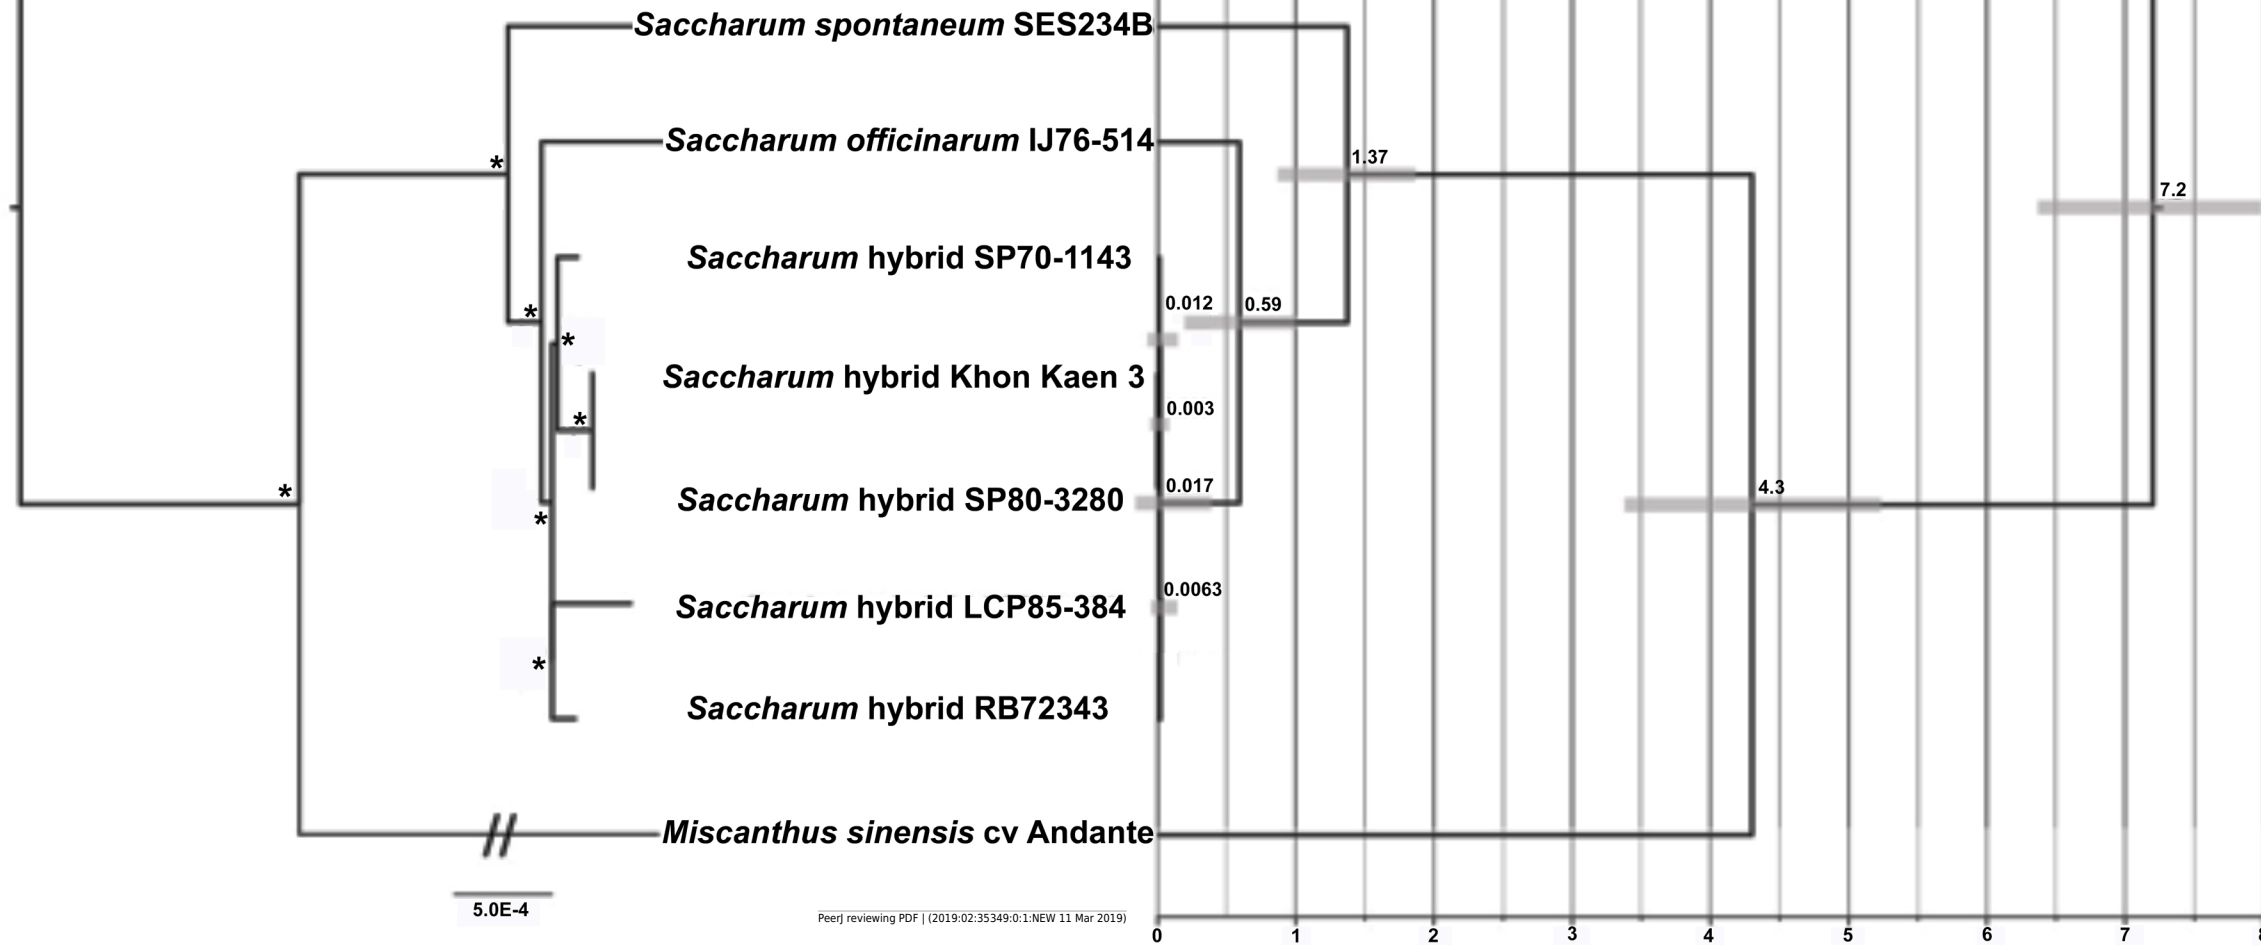 Saccharum spontaneum SES234B
*
Saccharum officinarum IJ76-514
1.37
7.2
Saccharum hybrid SP70-1143
*
0.012
0.59
*
Saccharum hybrid Khon Kaen 3
*
0.003
*
Saccharum hybrid SP80-3280
0.017
4.3
*
Saccharum hybrid LCP85-384
0.0063
*
Saccharum hybrid RB72343
Miscanthus sinensis cv Andante
//
5.0E-4
PeerJ reviewing PDF | (2019:02:35349:0:1:NEW 11 Mar 2019)
0 1 2 3 4 5 6 7